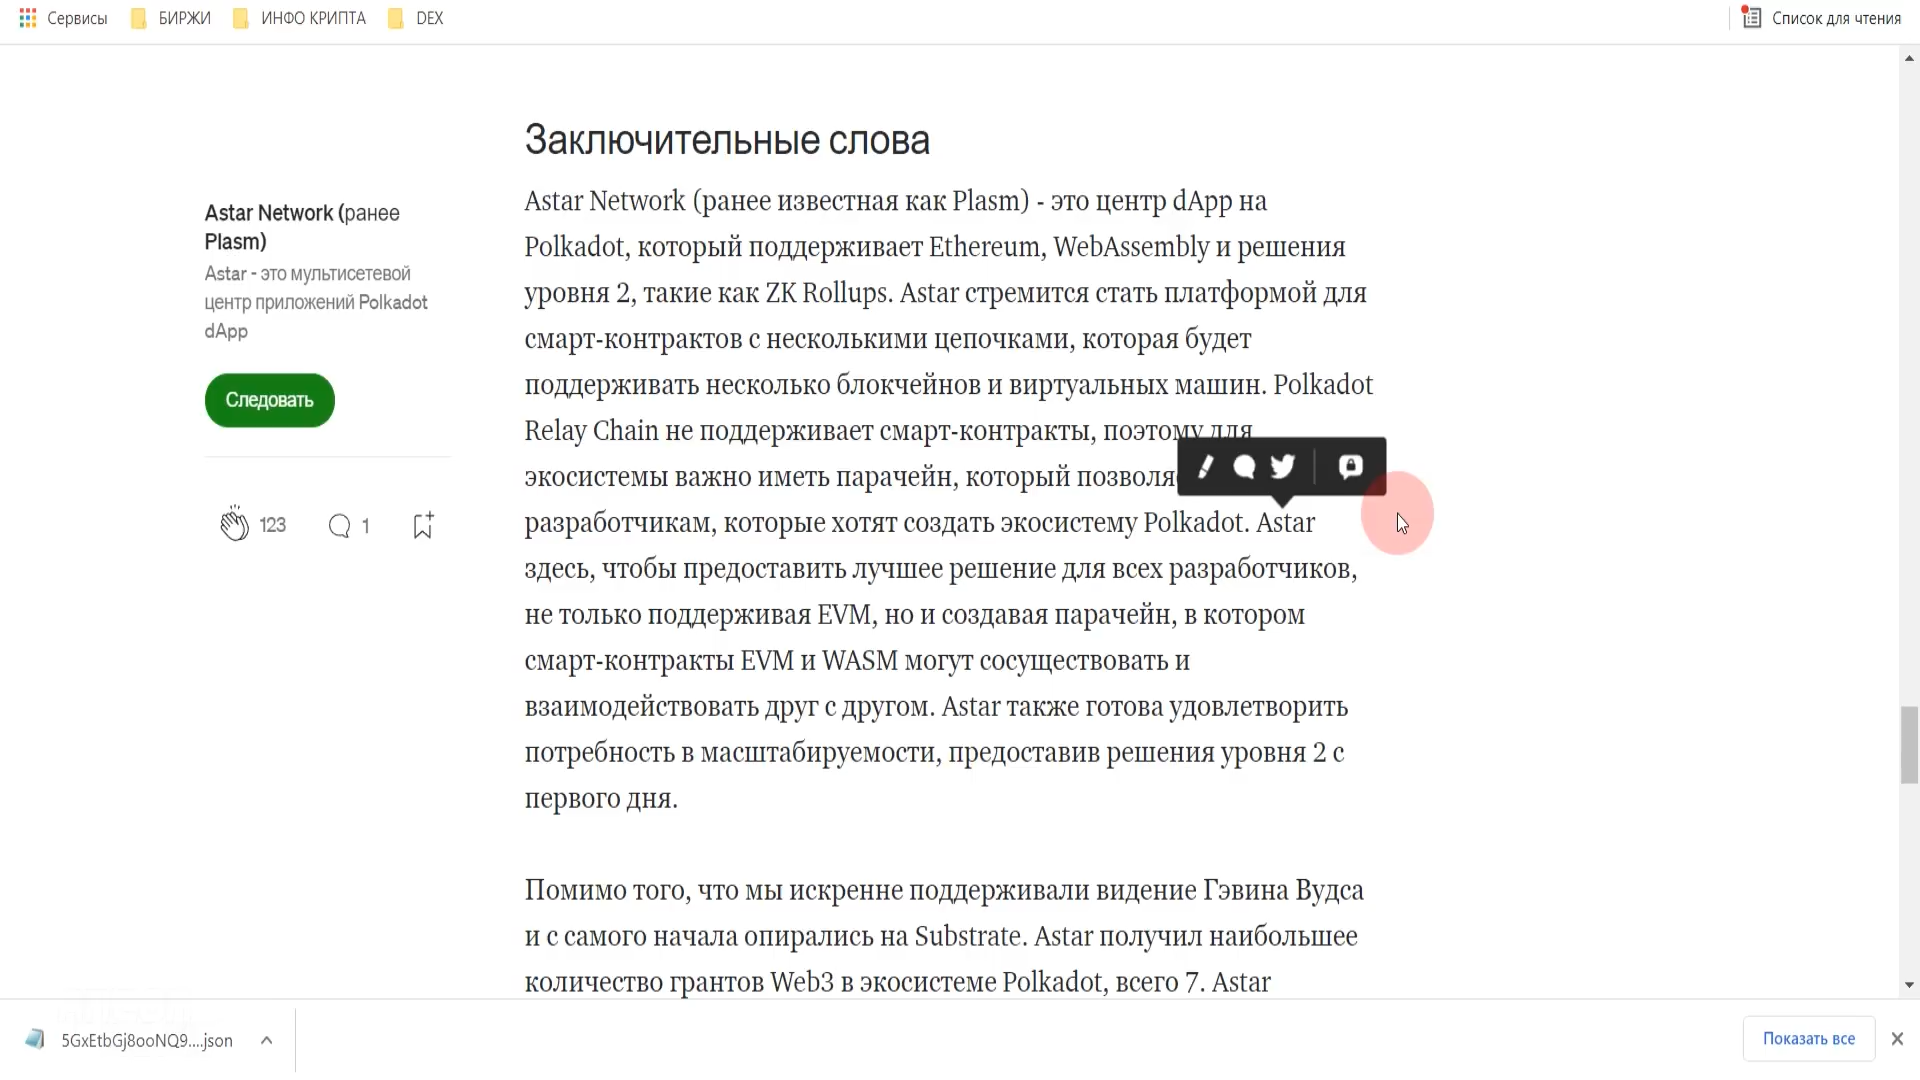 Сервисы
БИРЖИ
ИНФО КРИПТА
DEX
Список для чтения
Astar Network (ранее
Plasm)
Astar - это мультисетевой
центр приложений Polkadot
dApp
Следовать
123
1
Заключительные слова
Astar Network (ранее известная как Plasm) - это центр dApp на
Polkadot, который поддерживает Ethereum, WebAssembly и решения
уровня 2, такие как ZK Rollups. Astar стремится стать платформой для
смарт-контрактов с несколькими цепочками, которая будет
поддерживать несколько блокчейнов и виртуальных машин. Polkadot
Relay Chain не поддерживает смарт-контракты, поэтому для
экосистемы важно иметь парачейн, который
разработчикам, которые хотят создать экосистему Polkadot. Astar
здесь, чтобы предоставить лучшее решение для всех разработчиков,
не только поддерживая EVM, но и создавая парачейн, в котором
смарт-контракты EVM и WASM могут сосуществовать и
взаимодействовать друг с другом. Astar также готова удовлетворить
потребность в масштабируемости, предоставив решения уровня 2 с
первого дня.
Помимо того, что мы искренне поддерживали видение Гэвина Вудса
и с самого начала опирались на Substrate. Astar получил наибольшее
количество грантов Web3 в экосистеме Polkadot, всего 7. Astar
5GxEtbGj8ooNQ9....json
Показать все